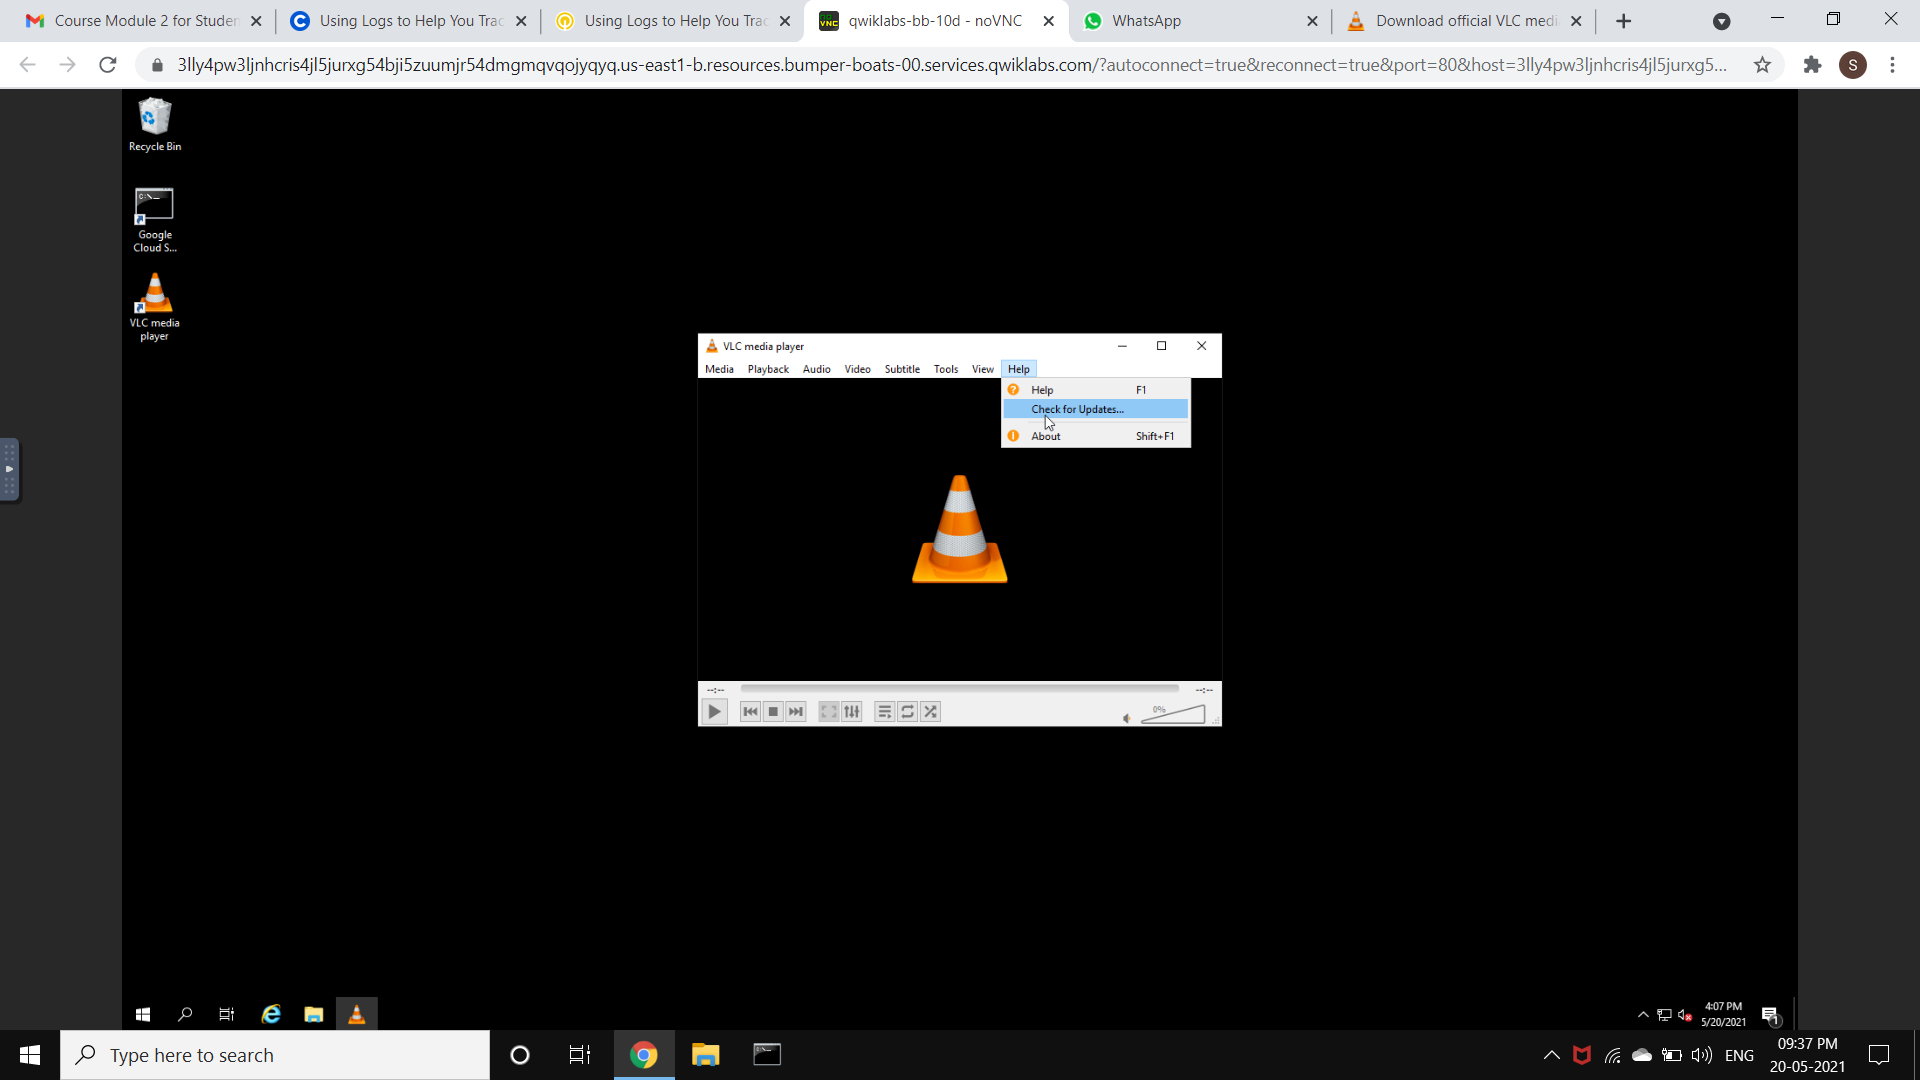 Course Module 2 for Studen
Using Logs to Help You Trac
Using Logs to Help You Trac
VNC
qwiklabs-bb-10d - noVNC
WhatsApp
Download official VLC medi
3lly4pw3ljnhcris4jl5jurxg54bji5zuumjr54dmgmqvqojyqyq.us-east1-b.resources.bumper-boats-00.services.qwiklabs.com/?autoconnect=true&reconnect=true&port=80&host=3lly4pw3ljnhcris4jl5jurxg5...
S
Recycle Bin
C:\_
Google
Cloud S...
VLC media
player
VLC media player
Media Playback Audio Video Subtitle Tools View Help
Help F1
Check for Updates...
About Shift+F1
--:-- --:--
0%
4:07 PM
5/20/2021
1
Type here to search
ENG
09:37 PM
20-05-2021